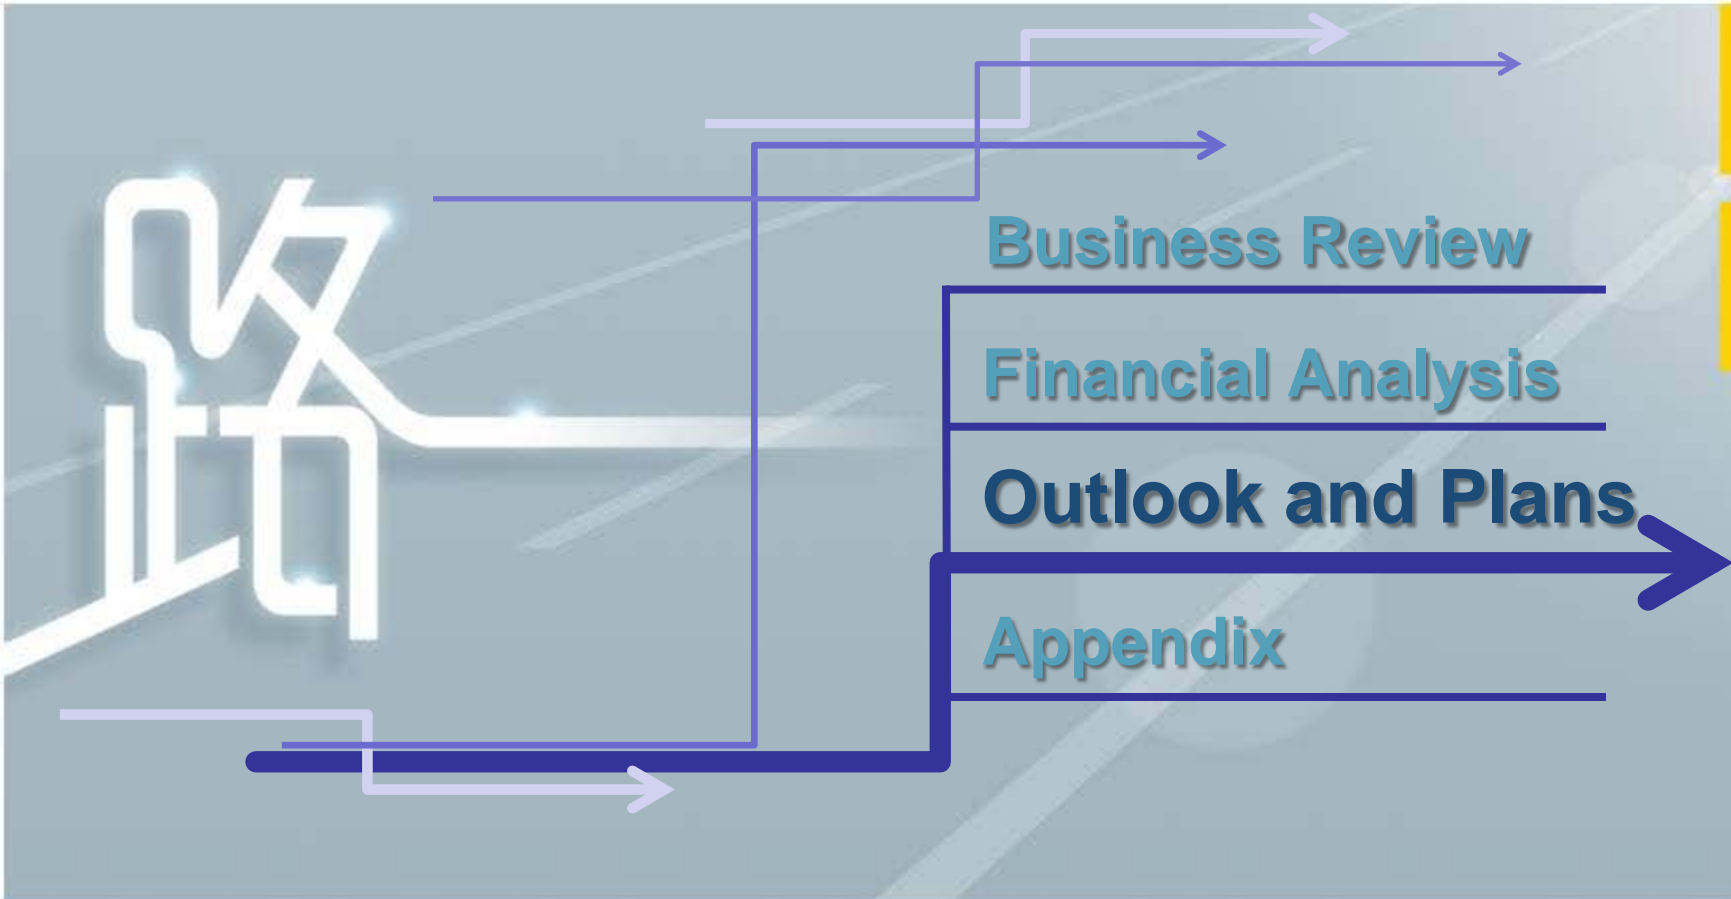 路
Business Review
Financial Analysis
Outlook and Plans
Appendix